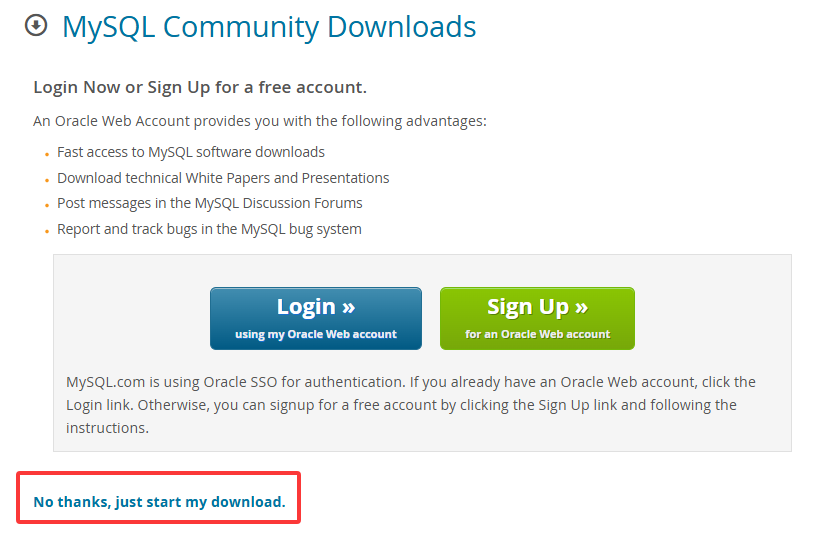 MySQL Community Downloads
Login Now or Sign Up for a free account.
An Oracle Web Account provides you with the following advantages:
Fast access to MySQL software downloads
Download technical White Papers and Presentations
Post messages in the MySQL Discussion Forums
Report and track bugs in the MySQL bug system
Login »
using my Oracle Web account
Sign Up »
for an Oracle Web account
MySQL.com is using Oracle SSO for authentication. If you already have an Oracle Web account, click the
Login link. Otherwise, you can signup for a free account by clicking the Sign Up link and following the
instructions.
No thanks, just start my download.